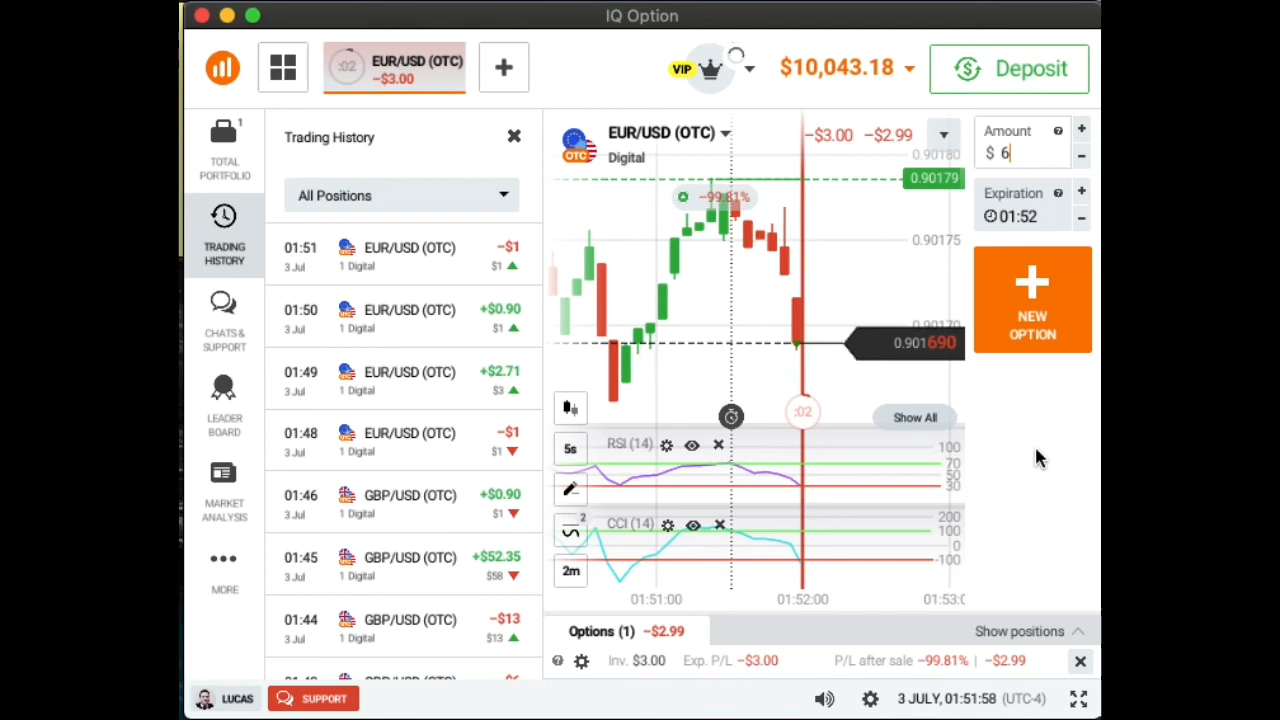 IQ Option
:02
EUR/USD (OTC)
−$3.00
VIP
$10,043.18
Deposit
1
TOTAL
PORTFOLIO
TRADING
HISTORY
CHATS &
SUPPORT
LEADER
BOARD
MARKET
ANALYSIS
MORE
Trading History
All Positions
01:51 EUR/USD (OTC) −$1
3 Jul 1 Digital $1
01:50 EUR/USD (OTC) +$0.90
3 Jul 1 Digital $1
01:49 EUR/USD (OTC) +$2.71
3 Jul 1 Digital $3
01:48 EUR/USD (OTC) −$1
3 Jul 1 Digital $1
01:46 GBP/USD (OTC) +$0.90
3 Jul 1 Digital $1
01:45 GBP/USD (OTC) +$52.35
3 Jul 1 Digital $58
01:44 GBP/USD (OTC) −$13
3 Jul 1 Digital $13
OTC
EUR/USD (OTC)
Digital
−$3.00 −$2.99
0.90180
0.90179
−99.81%
0.90175
0.90170
0.901690
:02
Show All
5s
RSI (14)
100
70
50
30
2
CCI (14)
200
100
0
-100
2m
01:51:00 01:52:00
Amount
$ 6
Expiration
01:52
NEW
OPTION
Options (1) −$2.99
Show positions
Inv. $3.00 Exp. P/L −$3.00 P/L after sale −99.81% | −$2.99
LUCAS
SUPPORT
3 JULY, 01:51:58 (UTC-4)